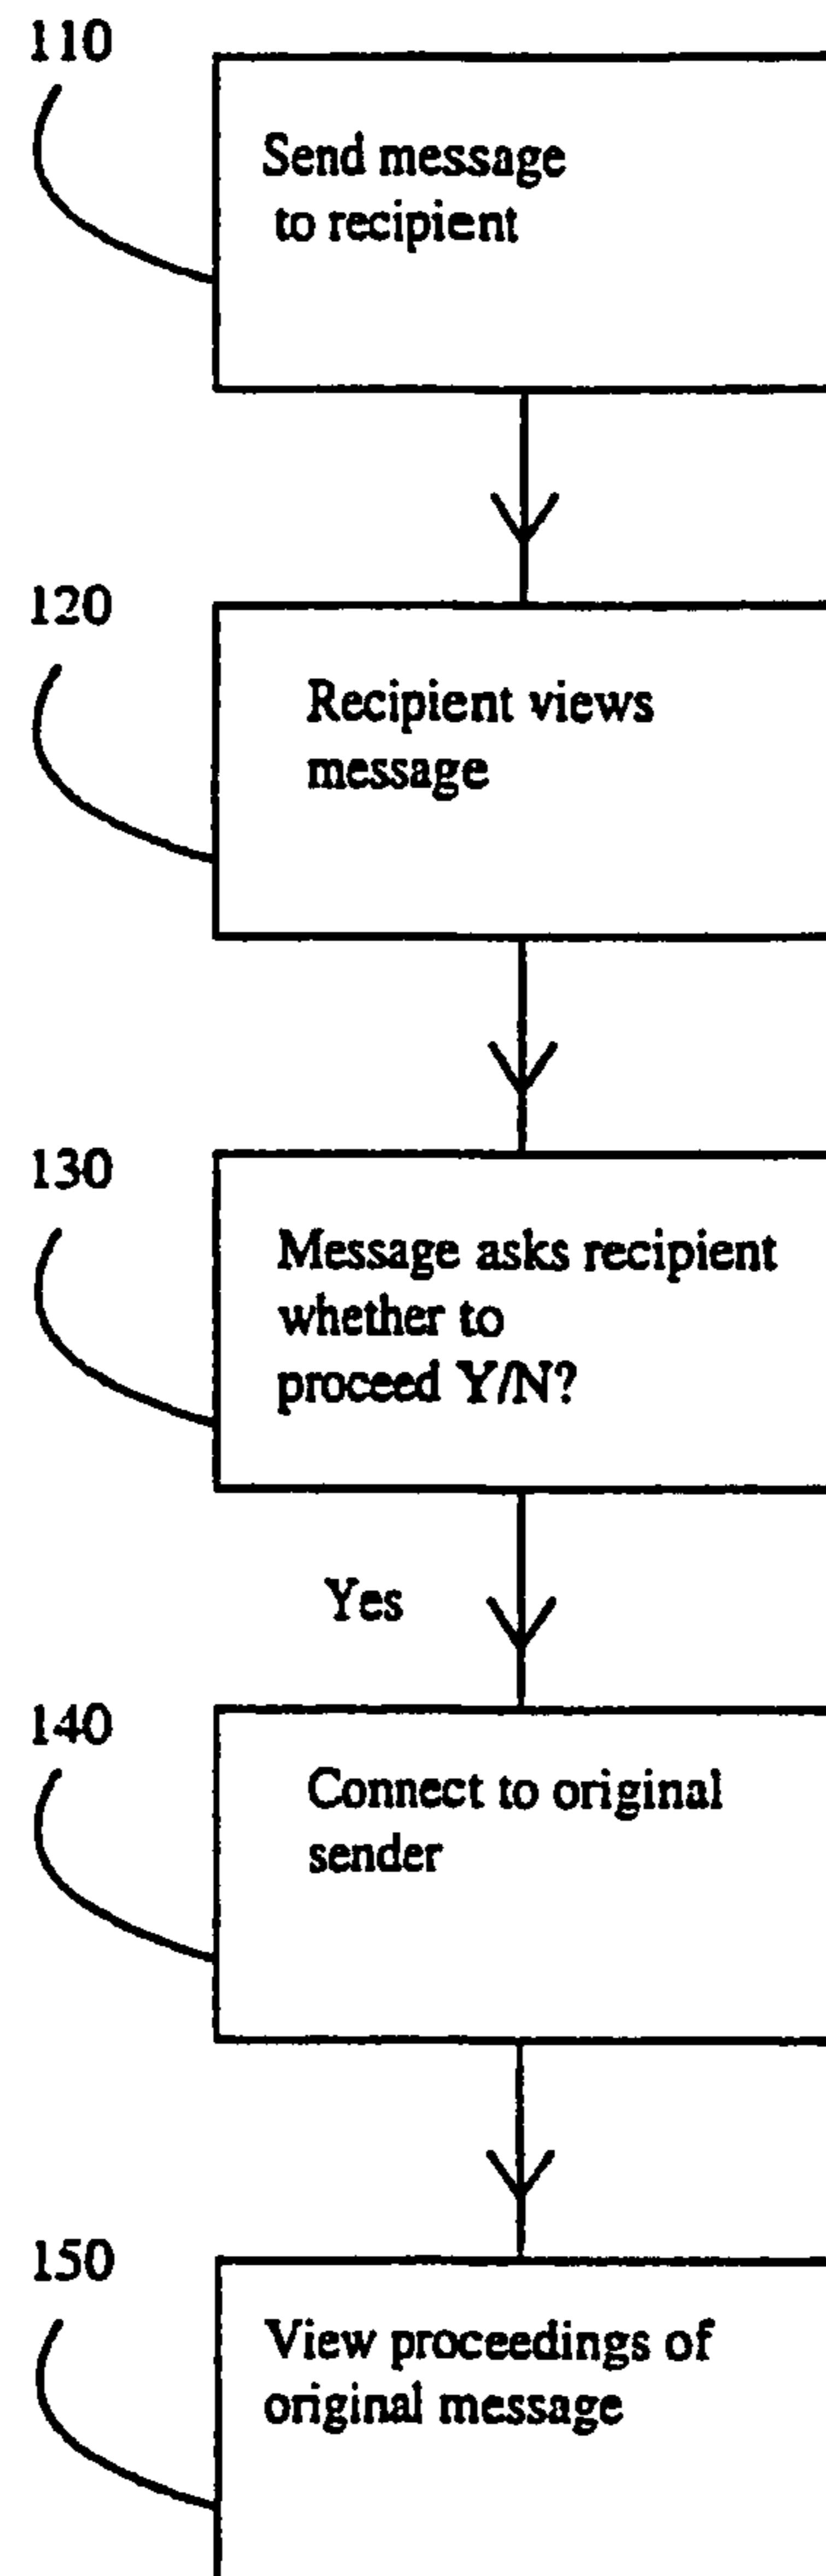 110
Send message
to recipient
120
Recipient views
message
130
Message asks recipient
whether to
proceed Y/N?
Yes
140
Connect to original
sender
150
View proceedings of
original message